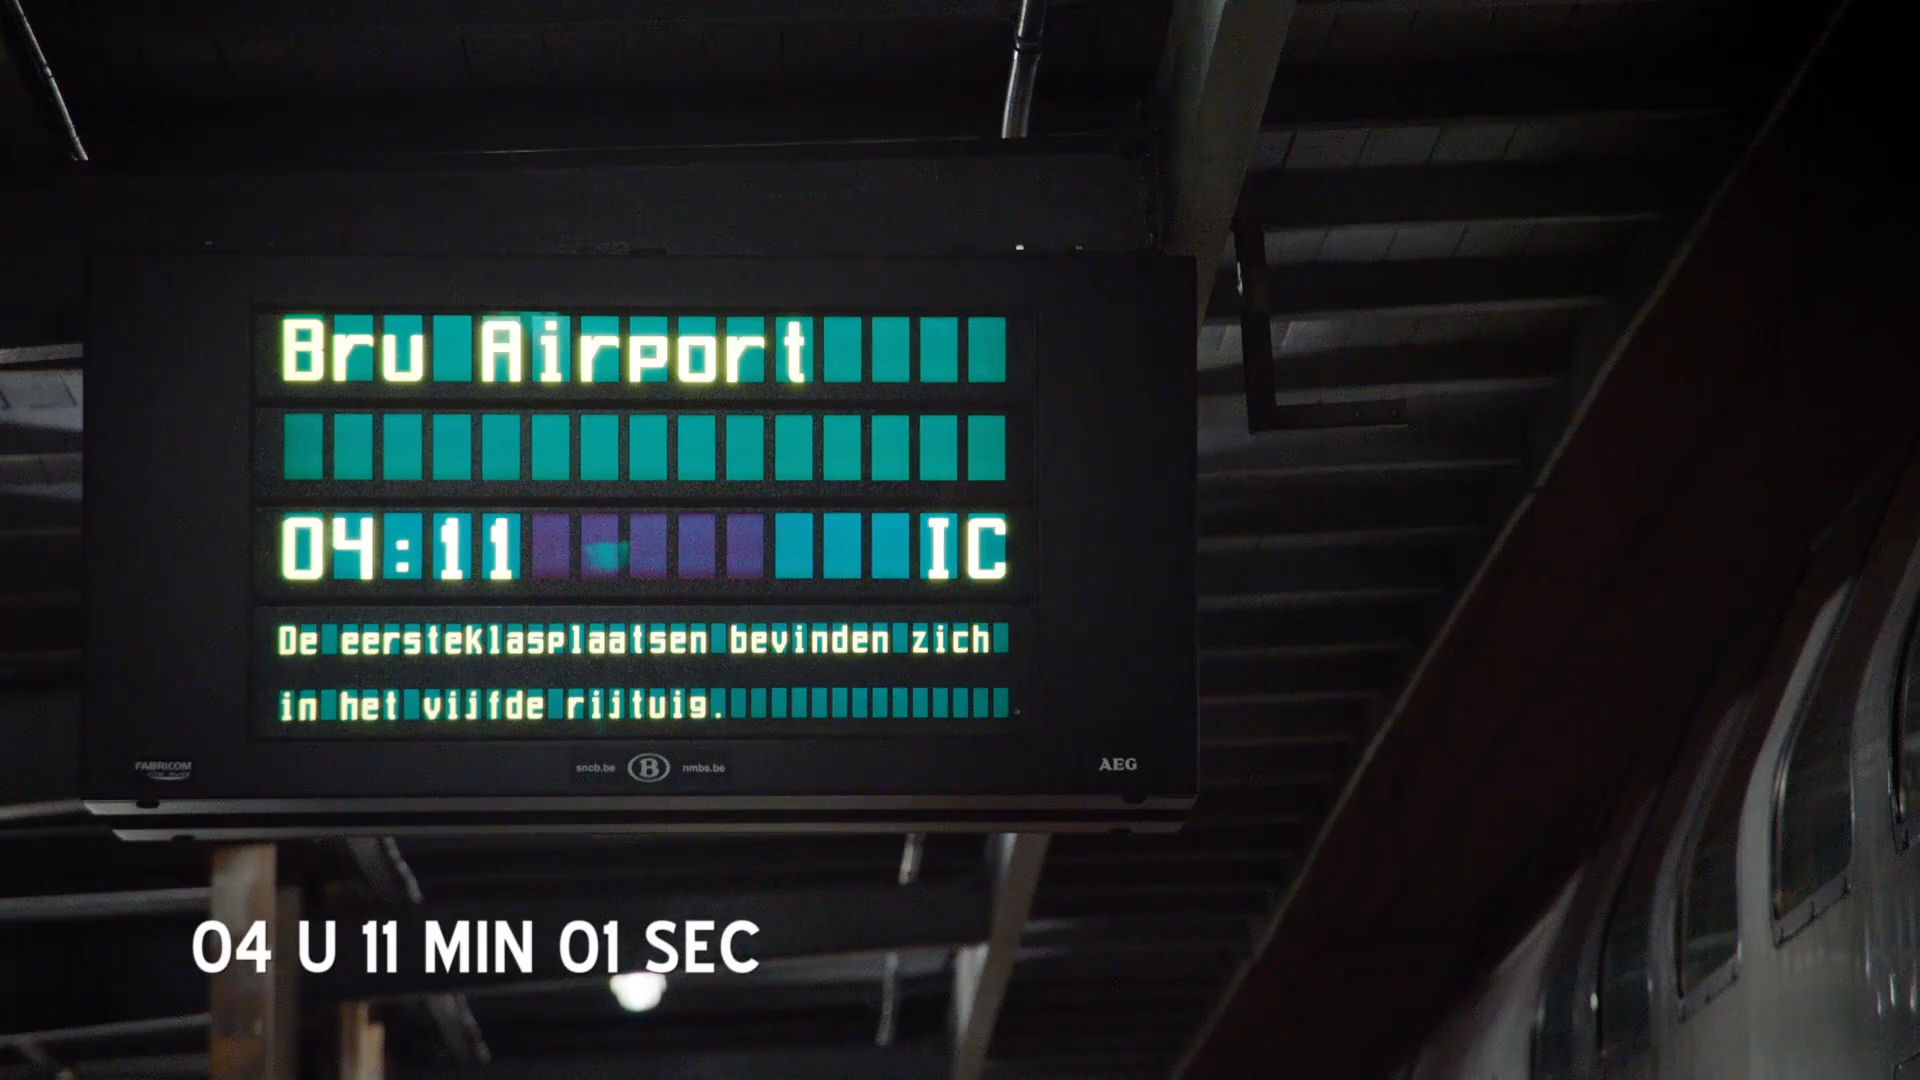 Bru Airport
04:11 IC
De eersteklasplaatsen bevinden zich
in het vijfde rijtuig.
FABRICOM
sncb.be B nmbs.be
AEG
04 U 11 MIN 01 SEC